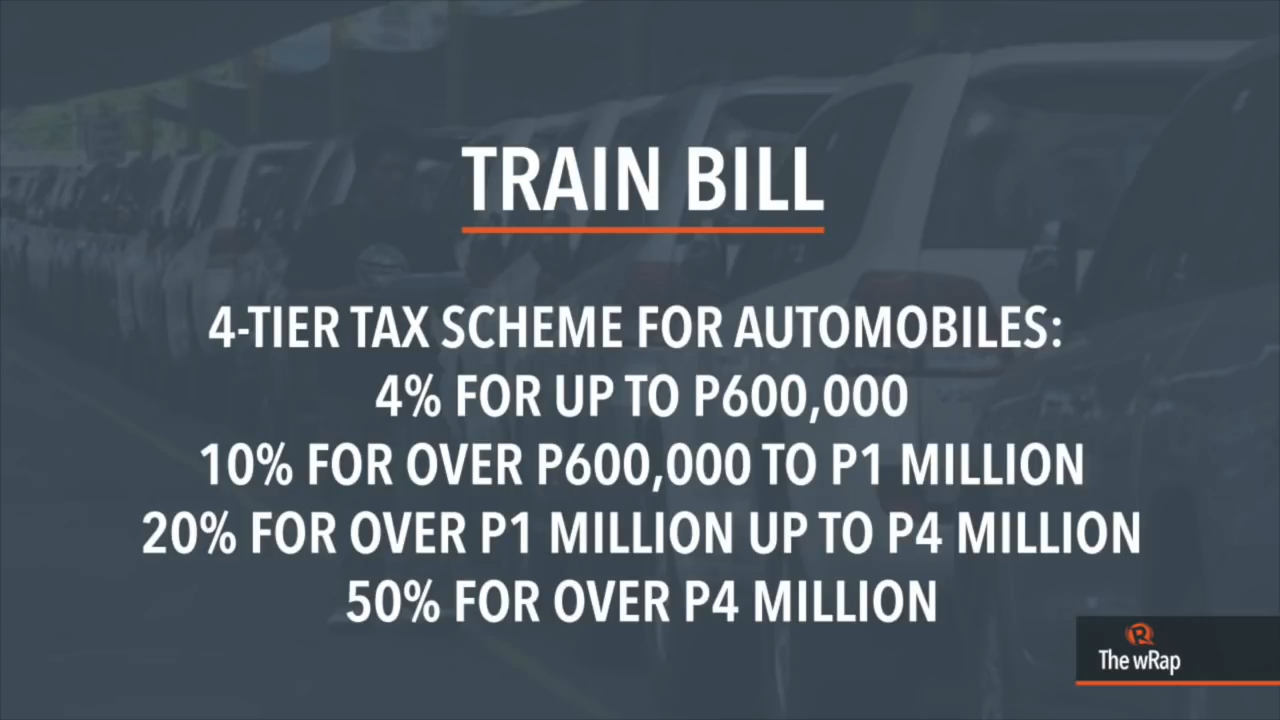 TRAIN BILL
4-TIER TAX SCHEME FOR AUTOMOBILES:
4% FOR UP TO P600,000
10% FOR OVER P600,000 TO P1 MILLION
20% FOR OVER P1 MILLION UP TO P4 MILLION
50% FOR OVER P4 MILLION
R
The wRap